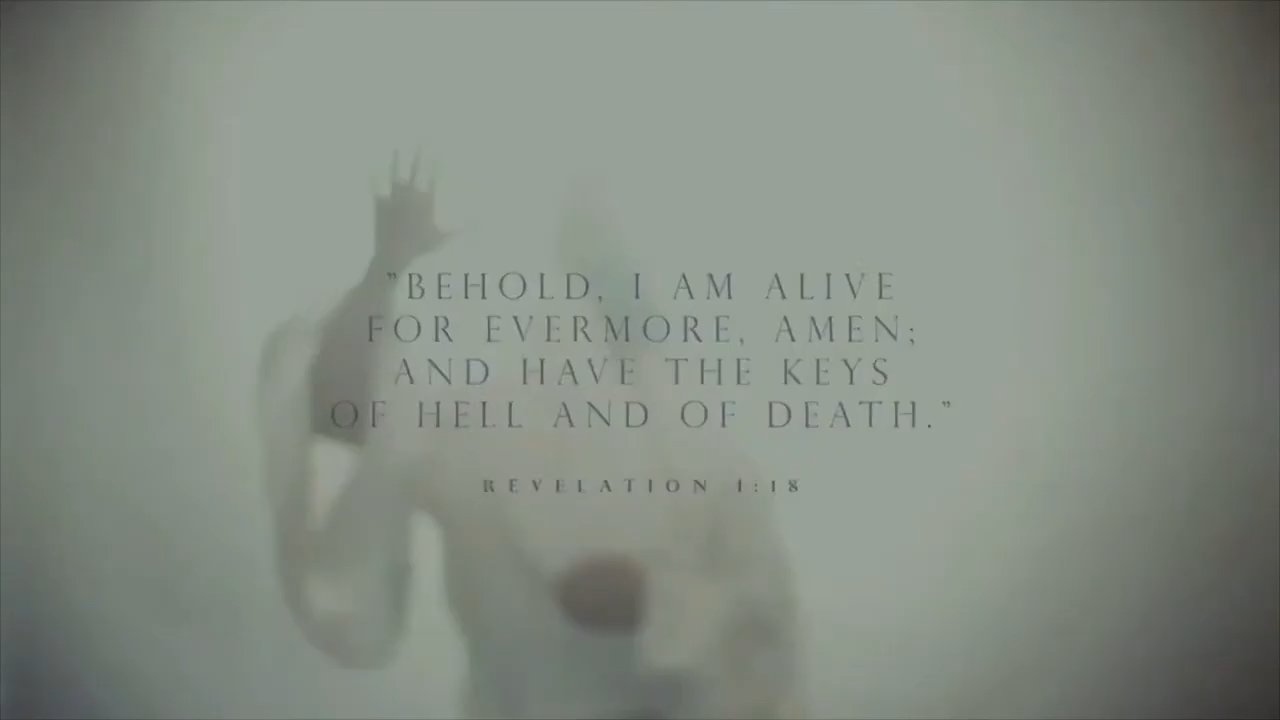 "BEHOLD, I AM ALIVE
FOR EVERMORE, AMEN;
AND HAVE THE KEYS
OF HELL AND OF DEATH."
REVELATION 1:18